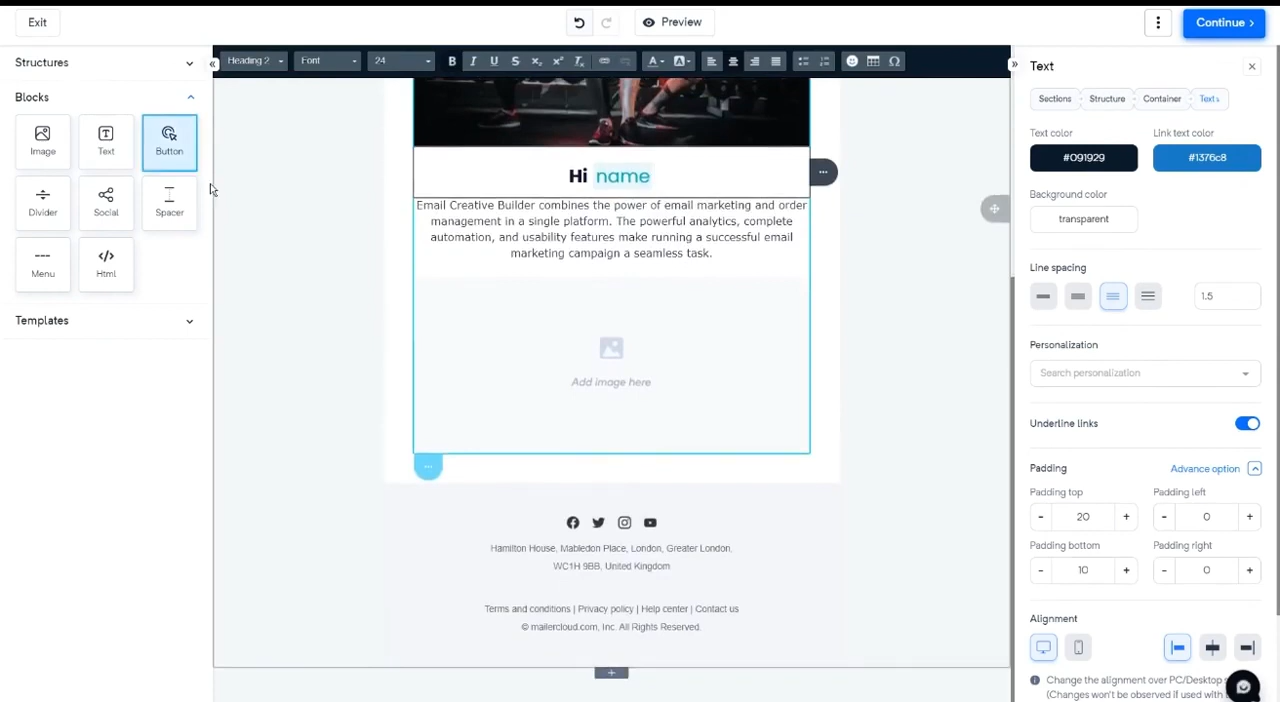 Exit
Preview
Continue
Structures
Heading 2
Font
24
B I U S
Text
Blocks
Sections
Structure
Container
Text
Image
Text
Button
Text color
Link text color
#091929
#1376c8
Hi name
Divider
Social
Spacer
Background color
transparent
Email Creative Builder combines the power of email marketing and order
management in a single platform. The powerful analytics, complete
automation, and usability features make running a successful email
marketing campaign a seamless task.
Menu
Html
Line spacing
1.5
Templates
Personalization
Search personalization
Add image here
Underline links
Padding
Advance option
Padding top
Padding left
- 20 +
- 0 +
Padding bottom
Padding right
- 10 +
- 0 +
Hamilton House, Mabledon Place, London, Greater London,
WC1H 9BB, United Kingdom
Terms and conditions | Privacy policy | Help center | Contact us
© mailercloud.com, Inc. All Rights Reserved.
Alignment
Change the alignment over PC/Desktop
(Changes won't be observed if used with